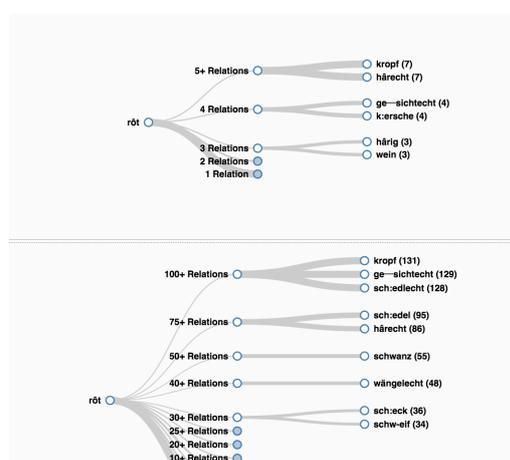 kropf (7)
5+ Relations
hârecht (7)
ge—sichtecht (4)
4 Relations
k:ersche (4)
rôt
hârig (3)
3 Relations
wein (3)
2 Relations
1 Relation
kropf (131)
100+ Relations
ge—sichtecht (129)
sch:edlecht (128)
sch:edel (95)
75+ Relations
hârecht (86)
50+ Relations
schwanz (55)
40+ Relations
wängelecht (48)
rôt
sch:eck (36)
30+ Relations
schw-eif (34)
25+ Relations
20+ Relations
10+ Relations